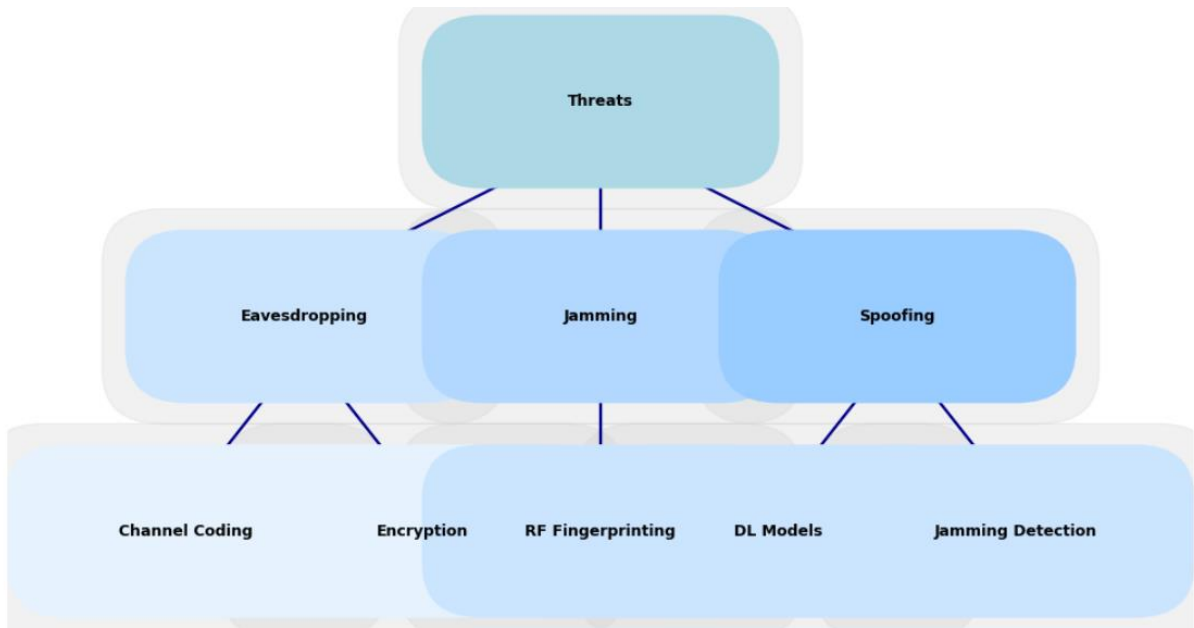 Threats
Eavesdropping
Jamming
Spoofing
Channel Coding
Encryption
RF Fingerprinting
DL Models
Jamming Detection